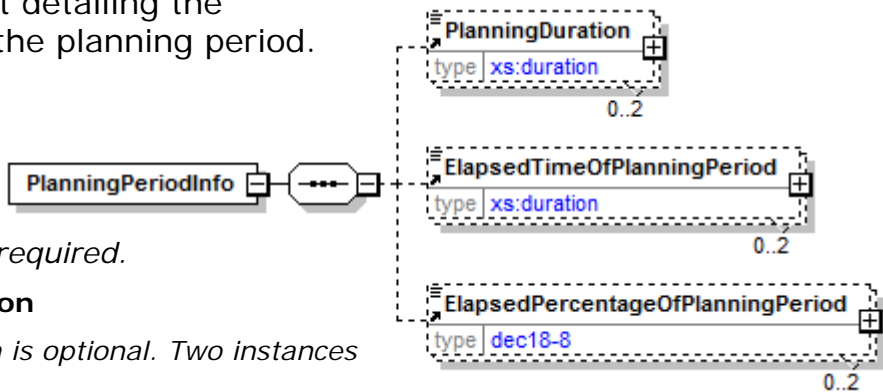 t detailing the
the planning period.
required.
on
n is optional. Two instances
PlanningPeriodInfo
PlanningDuration
type xs:duration
0..2
ElapsedTimeOfPlanningPeriod
type xs:duration
0..2
ElapsedPercentageOfPlanningPeriod
type dec18-8
0..2